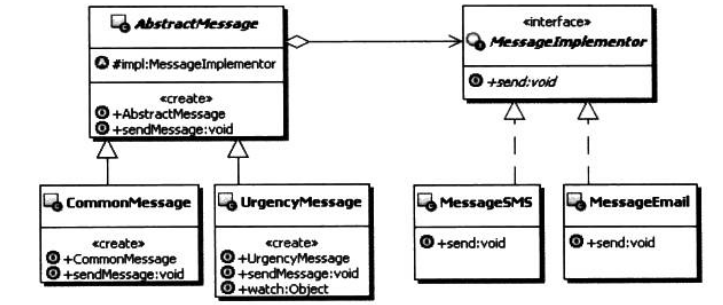 AbstractMessage
#impl:MessageImplementor
«create»
+AbstractMessage
+sendMessage:void
«interface»
MessageImplementor
+send:void
CommonMessage
«create»
+CommonMessage
+sendMessage:void
UrgencyMessage
«create»
+UrgencyMessage
+sendMessage:void
+watch:Object
MessageSMS
+send:void
MessageEmail
+send:void